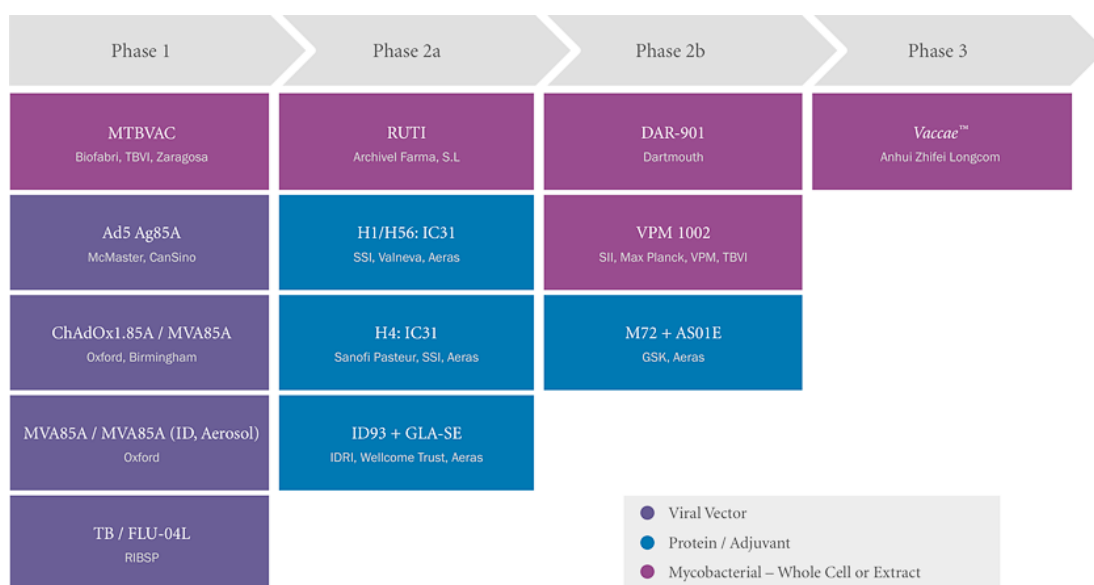 Phase 1
Phase 2a
Phase 2b
Phase 3
MTBVAC
Biofabri, TBVI, Zaragosa
RUTI
Archivel Farma, S.L
DAR-901
Dartmouth
Vaccae™
Anhui Zhifei Longcom
Ad5 Ag85A
McMaster, CanSino
H1/H56: IC31
SSI, Valneva, Aeras
VPM 1002
SII, Max Planck, VPM, TBVI
ChAdOx1.85A / MVA85A
Oxford, Birmingham
H4: IC31
Sanofi Pasteur, SSI, Aeras
M72 + AS01E
GSK, Aeras
MVA85A / MVA85A (ID, Aerosol)
Oxford
ID93 + GLA-SE
IDRI, Wellcome Trust, Aeras
TB / FLU-04L
RIBSP
Viral Vector
Protein / Adjuvant
Mycobacterial – Whole Cell or Extract